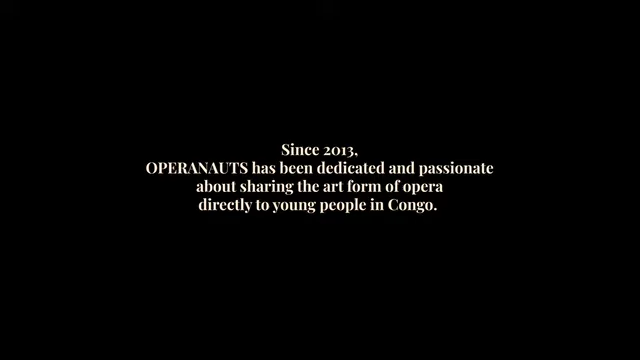 Since 2013,
OPERANAUTS has been dedicated and passionate
about sharing the art form of opera
directly to young people in Congo.